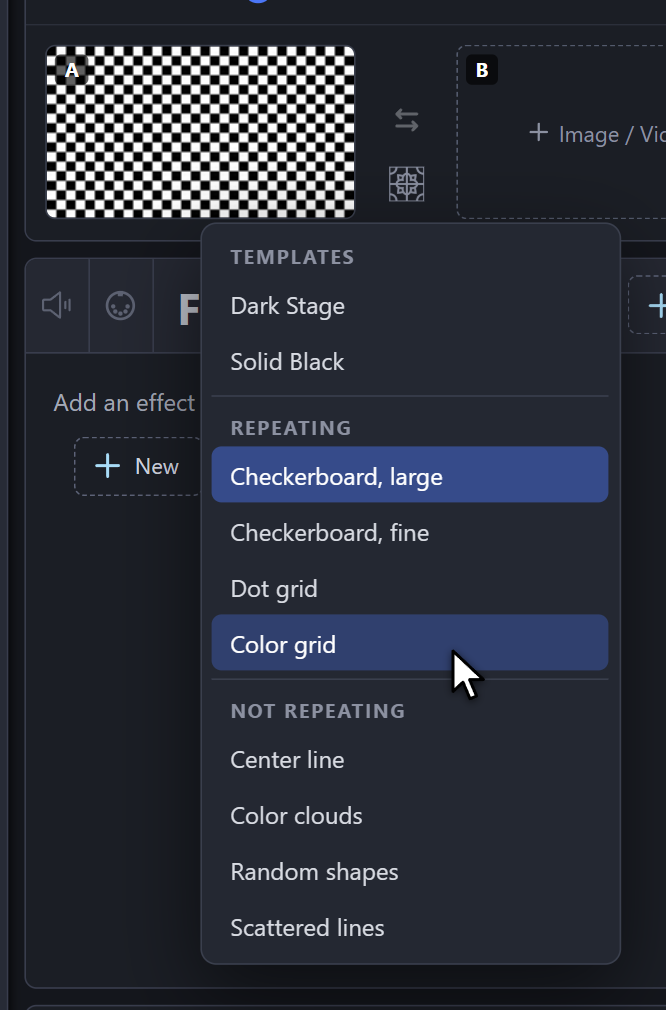 A
B
Image / Vid
TEMPLATES
Dark Stage
Solid Black
F
Add an effect
REPEATING
Checkerboard, large
New
Checkerboard, fine
Dot grid
Color grid
NOT REPEATING
Center line
Color clouds
Random shapes
Scattered lines